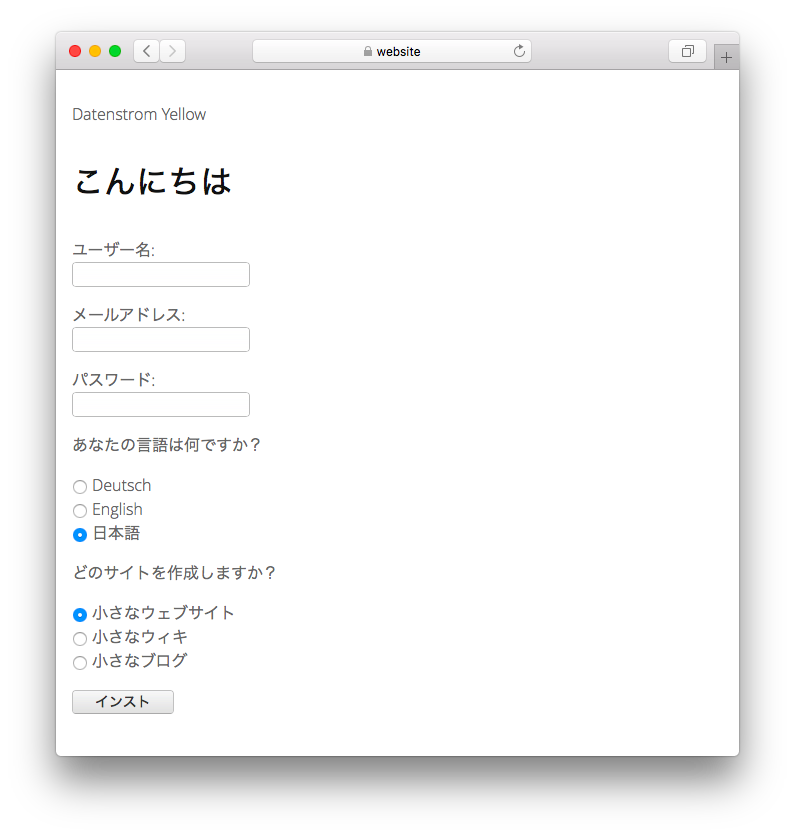 website
Datenstrom Yellow
こんにちは
ユーザー名:
メールアドレス:
パスワード:
あなたの言語は何ですか？
Deutsch
English
日本語
どのサイトを作成しますか？
小さなウェブサイト
小さなウィキ
小さなブログ
インスト